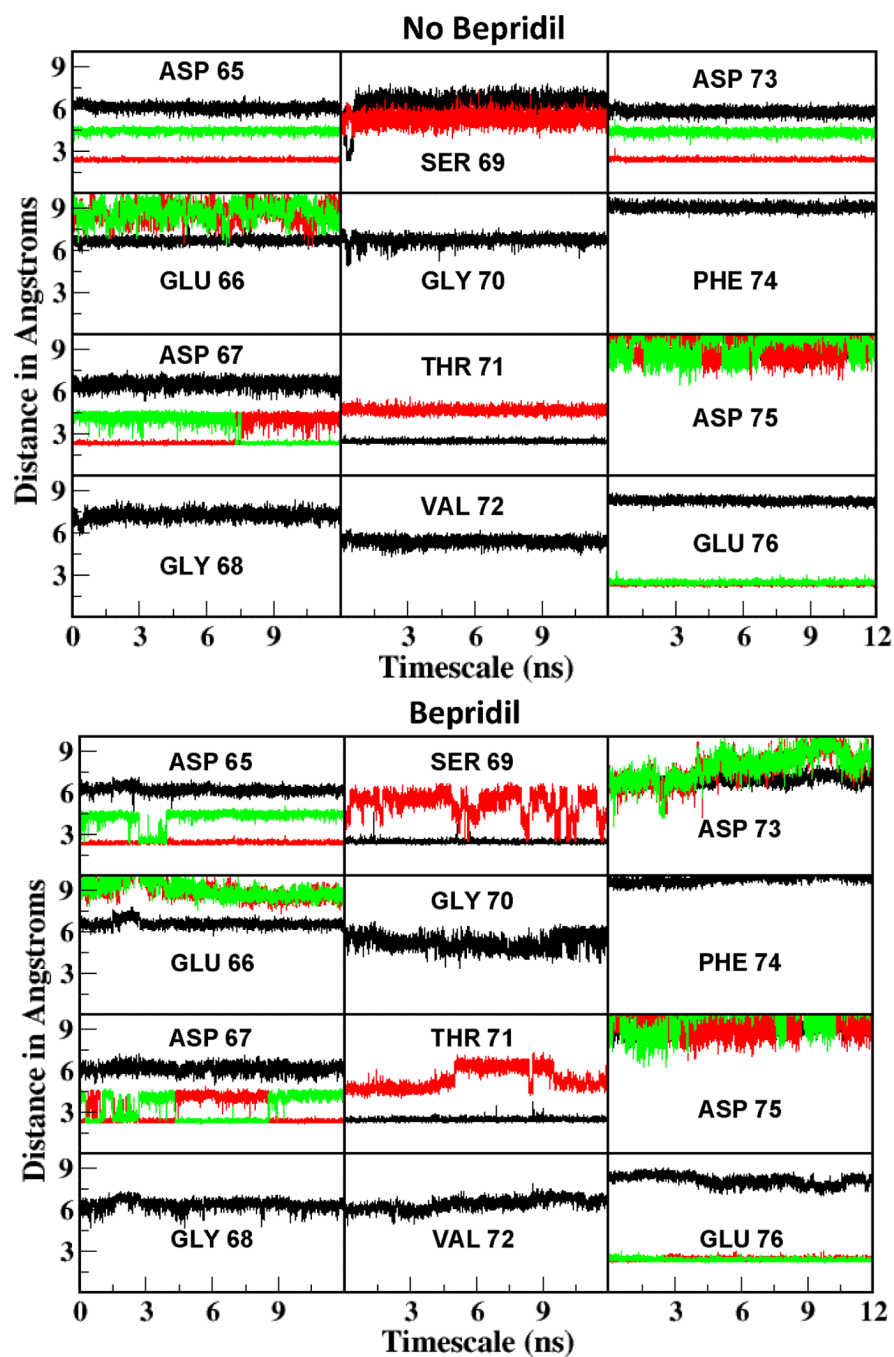 No Bepridil
Distance in Angstroms
9 ASP 65 ASP 73
6
3 SER 69
9
6 GLU 66 GLY 70 PHE 74
3
9 ASP 67 THR 71
6 ASP 75
3
9 VAL 72
6 GLY 68 GLU 76
3
0 3 6 9 3 6 9 3 6 9 12
Timescale (ns)
Bepridil
Distance in Angstroms
9 ASP 65 SER 69
6
3 ASP 73
9 GLY 70
6 GLU 66 PHE 74
3
9 ASP 67 THR 71
6
3 ASP 75
9
6
3 GLY 68 VAL 72 GLU 76
0 3 6 9 3 6 9 3 6 9 12
Timescale (ns)